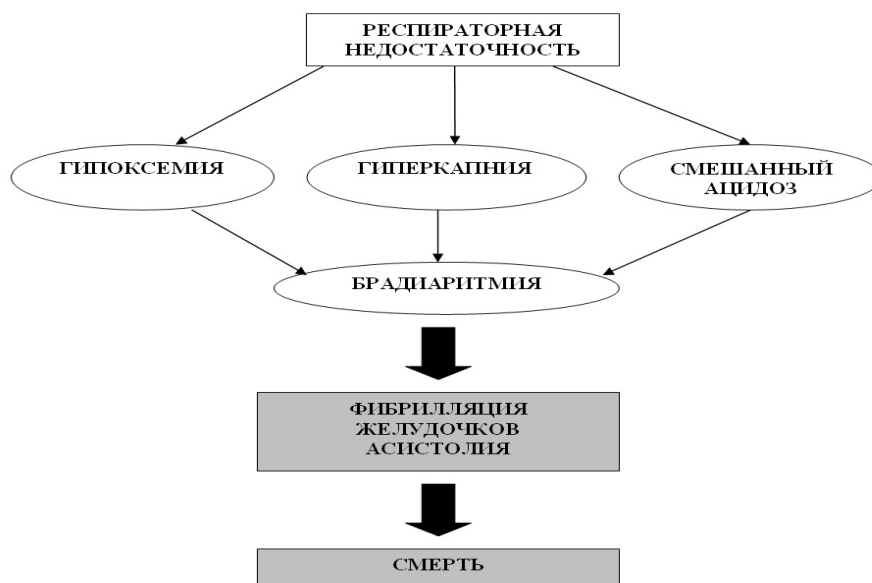 РЕСПИРАТОРНАЯ
НЕДОСТАТОЧНОСТЬ
ГИПОКСЕМИЯ
ГИПЕРКАПНИЯ
СМЕШАННЫЙ
АЦИДОЗ
БРАДИАРИТМИЯ
ФИБРИЛЛЯЦИЯ
ЖЕЛУДОЧКОВ
АСИСТОЛИЯ
СМЕРТЬ